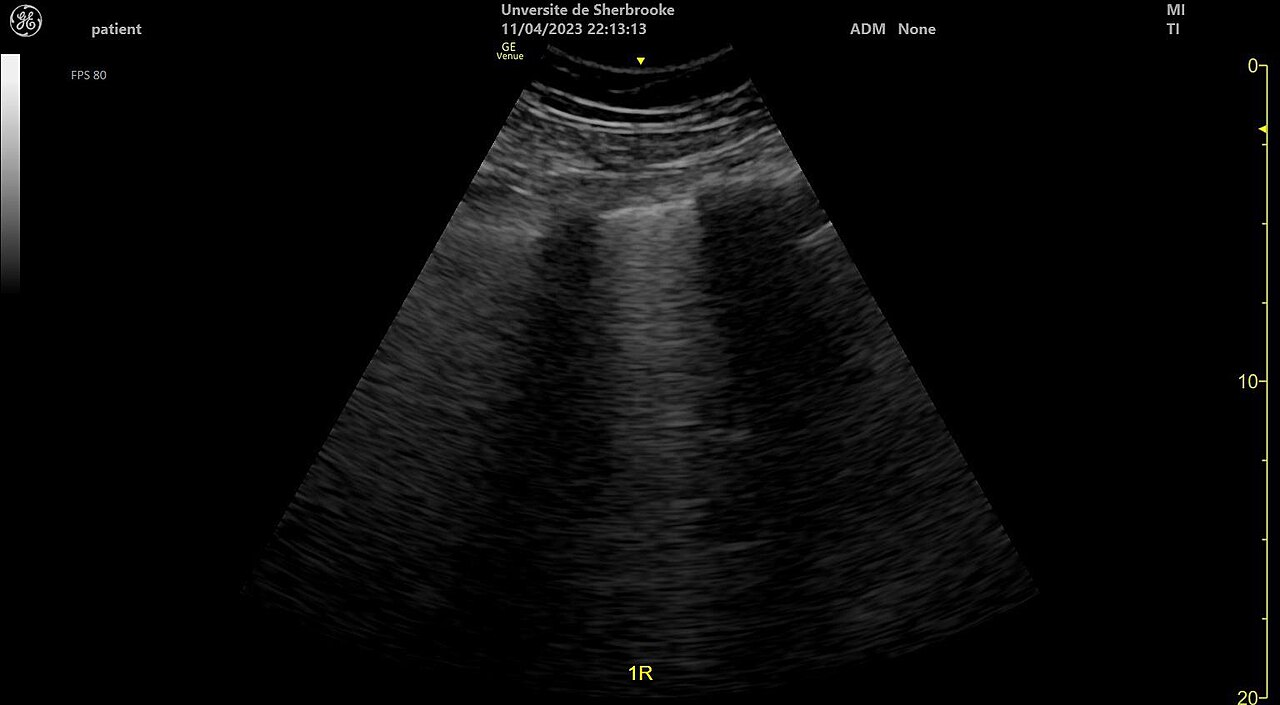 Unversite de Sherbrooke
MI
patient
11/04/2023 22:13:13
ADM None
TI
GE
Venue
FPS 80
0
10
1R
20